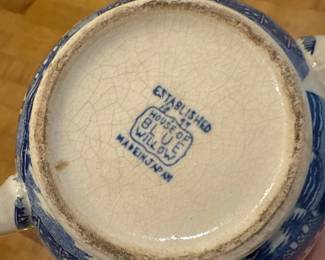 ESTABLISHED
HOUSE OF
BLUE
WILLOW
MADE IN JAPAN